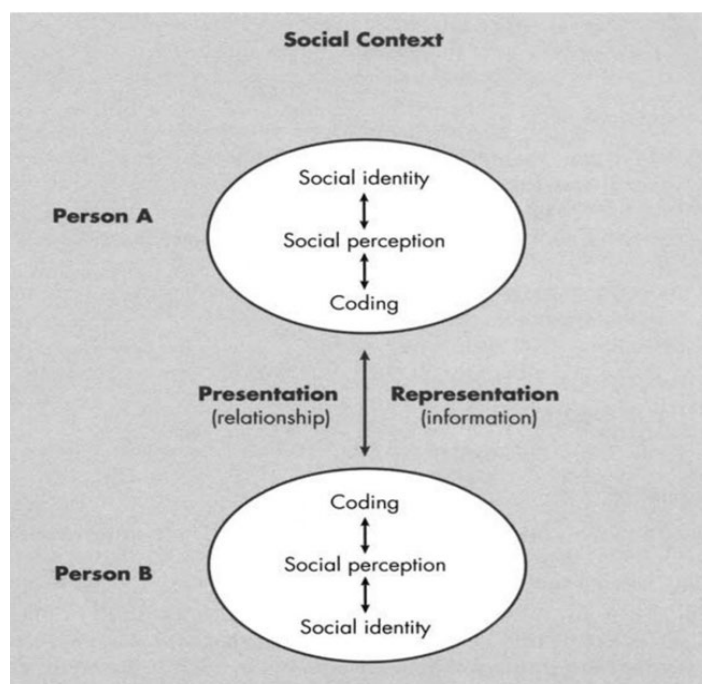 Social Context
Social identity
Person A
Social perception
Coding
Presentation Representation
(relationship) (information)
Coding
Social perception
Person B
Social identity